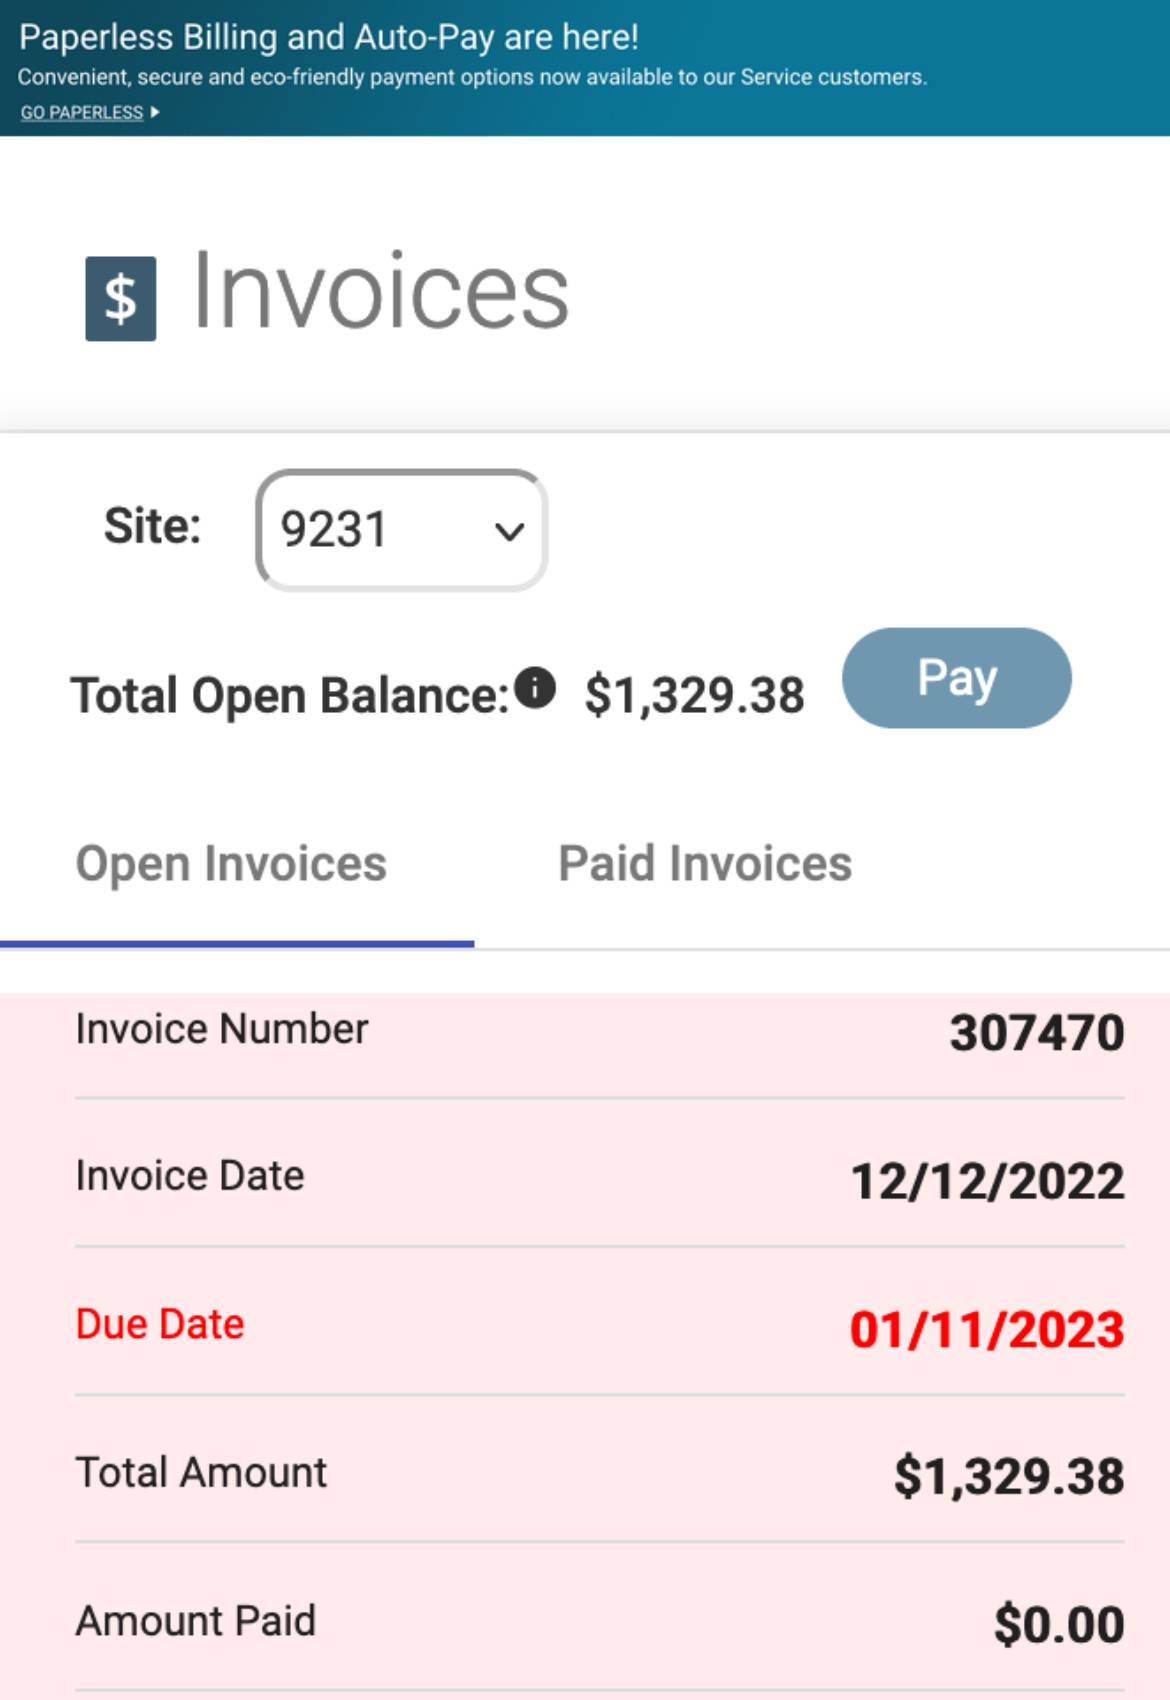 Paperless Billing and Auto-Pay are here!
Convenient, secure and eco-friendly payment options now available to our Service customers.
GO PAPERLESS
$ Invoices
Site: 9231
Total Open Balance: i $1,329.38 Pay
Open Invoices Paid Invoices
Invoice Number 307470
Invoice Date 12/12/2022
Due Date 01/11/2023
Total Amount $1,329.38
Amount Paid $0.00